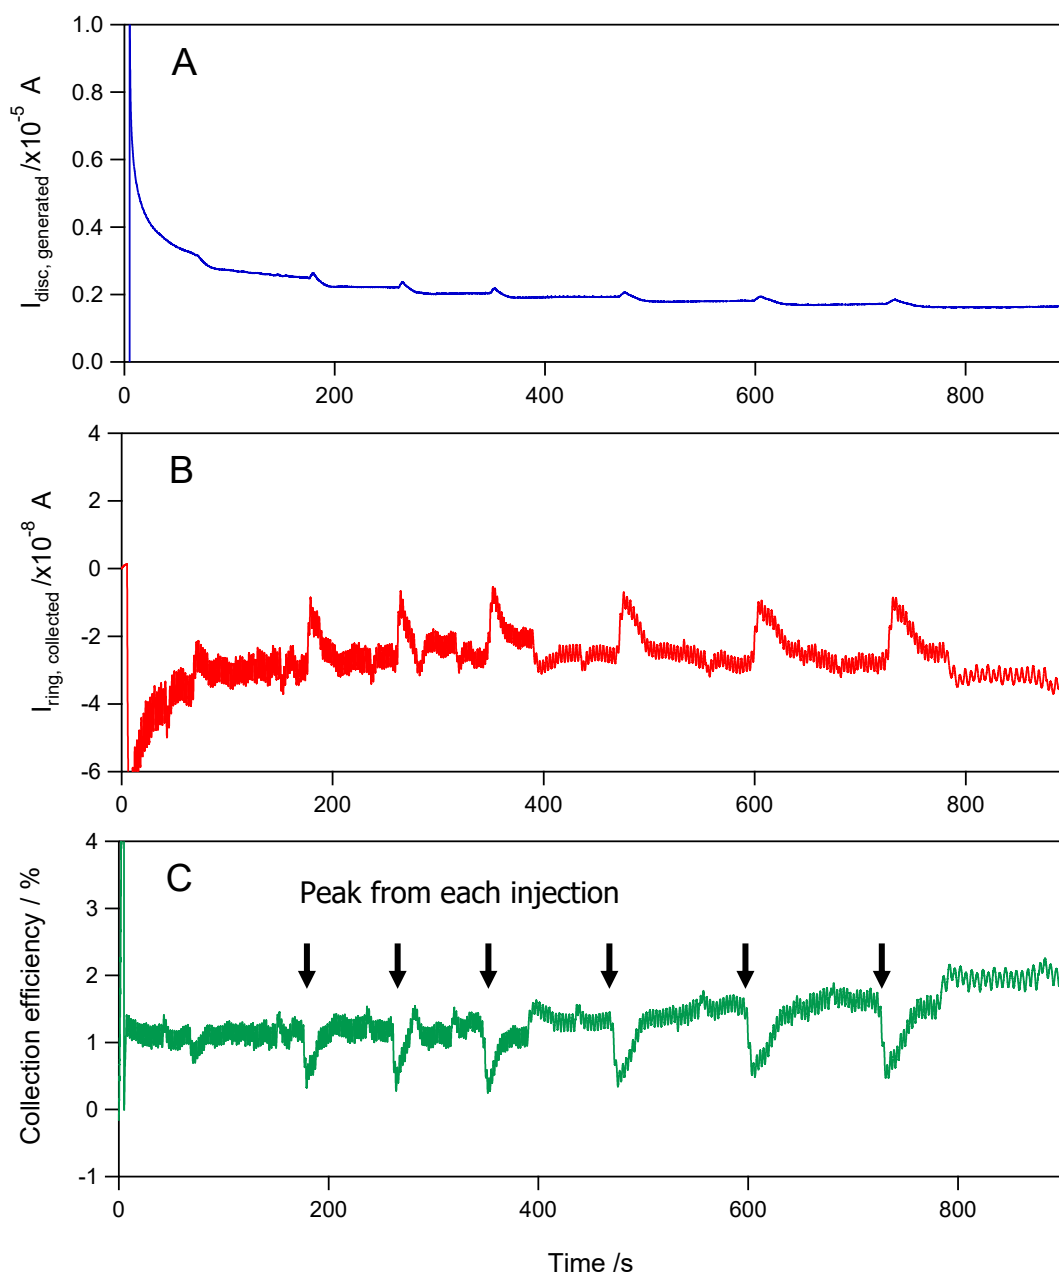 A
I_disc, generated /x10^-5 A
1.0
0.8
0.6
0.4
0.2
0.0
0 200 400 600 800
B
I_ring, collected /x10^-8 A
4
2
0
-2
-4
-6
0 200 400 600 800
C
Peak from each injection
Collection efficiency / %
4
3
2
1
0
-1
0 200 400 600 800
Time /s